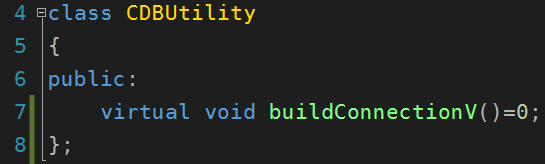 4 class CDBUtility
5 {
6 public:
7     virtual void buildConnectionV()=0;
8 };